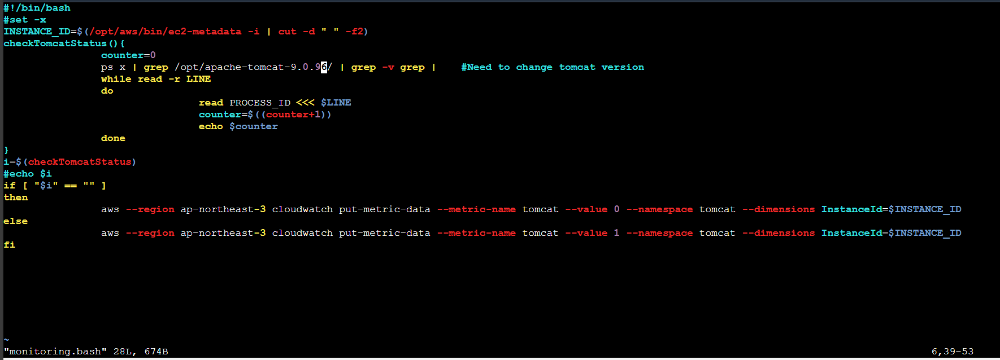 #!/bin/bash
#set -x
INSTANCE_ID=$(/opt/aws/bin/ec2-metadata -i | cut -d " " -f2)
checkTomcatStatus(){
counter=0
ps x | grep /opt/apache-tomcat-9.0.96/ | grep -v grep |    #Need to change tomcat version
while read -r LINE
do
read PROCESS_ID <<< $LINE
counter=$((counter+1))
echo $counter
done
}
i=$(checkTomcatStatus)
#echo $i
if [ "$i" == "" ]
then
aws --region ap-northeast-3 cloudwatch put-metric-data --metric-name tomcat --value 0 --namespace tomcat --dimensions InstanceId=$INSTANCE_ID
else
aws --region ap-northeast-3 cloudwatch put-metric-data --metric-name tomcat --value 1 --namespace tomcat --dimensions InstanceId=$INSTANCE_ID
fi
~
"monitoring.bash" 28L, 674B 6,39-53